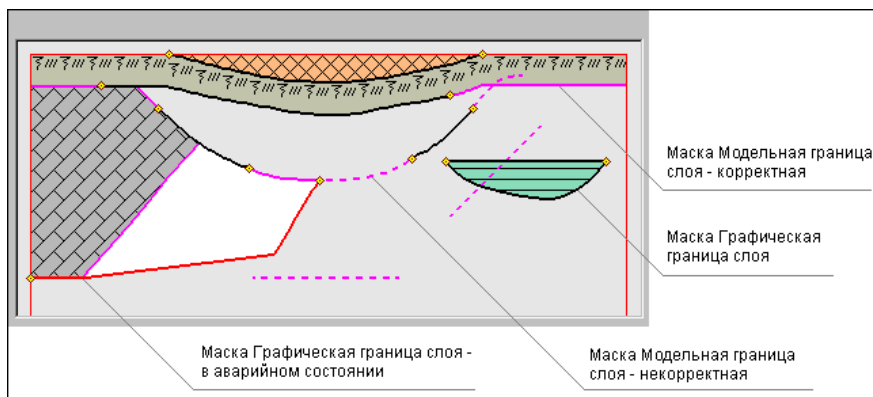 Маска Модельная граница
слоя - корректная
Маска Графическая
граница слоя
Маска Графическая граница слоя -
в аварийном состоянии
Маска Модельная граница
слоя - некорректная